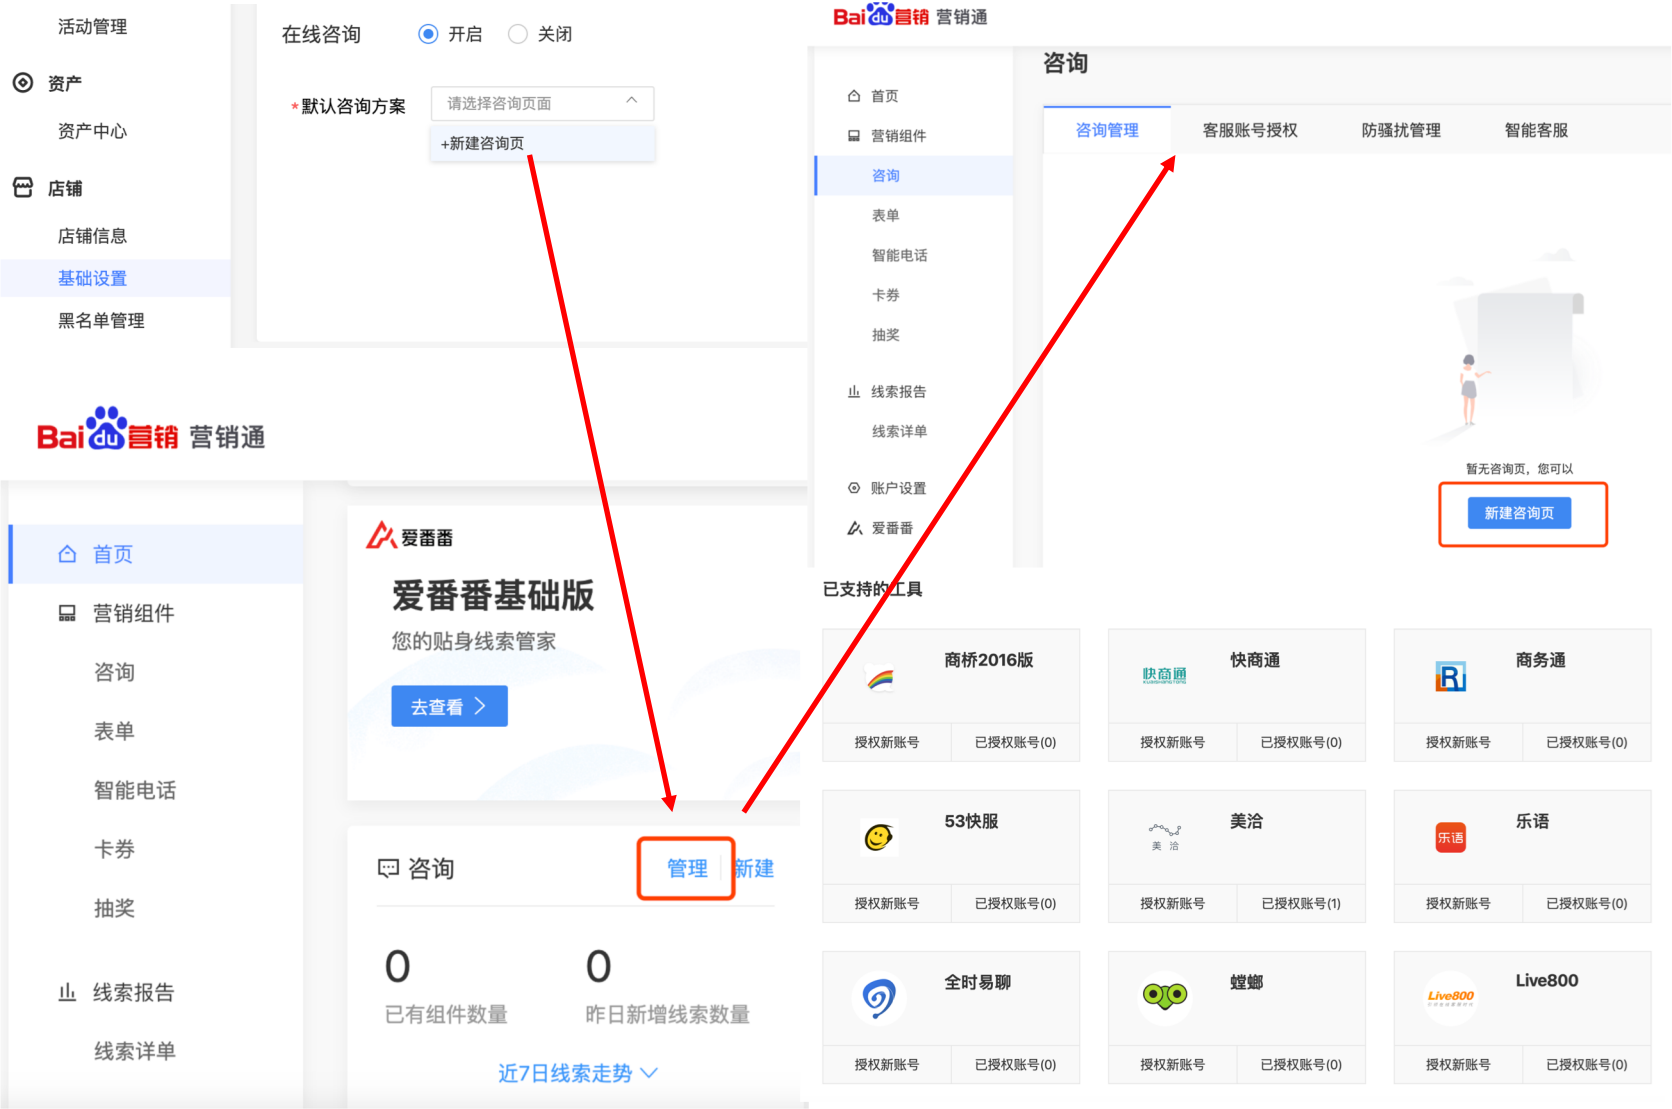 活动管理
资产
资产中心
店铺
店铺信息
基础设置
黑名单管理
在线咨询
开启
关闭
*默认咨询方案
请选择咨询页面
+新建咨询页
Bai du 营销 营销通
首页
营销组件
咨询
表单
智能电话
卡券
抽奖
线索报告
线索详单
爱番番
爱番番基础版
您的贴身线索管家
去查看
咨询
管理
新建
0
已有组件数量
0
昨日新增线索数量
近7日线索走势
Bai du 营销 营销通
首页
营销组件
咨询
表单
智能电话
卡券
抽奖
线索报告
线索详单
账户设置
爱番番
咨询
咨询管理
客服账号授权
防骚扰管理
智能客服
暂无咨询页，您可以
新建咨询页
已支持的工具
商桥2016版
授权新账号
已授权账号(0)
快商通
快商通
KUAISHANGTONG
授权新账号
已授权账号(0)
R
商务通
授权新账号
已授权账号(0)
53快服
授权新账号
已授权账号(0)
美洽
美洽
授权新账号
已授权账号(1)
乐语
乐语
授权新账号
已授权账号(0)
全时易聊
授权新账号
已授权账号(0)
螳螂
授权新账号
已授权账号(0)
Live800
Live800
授权新账号
已授权账号(0)